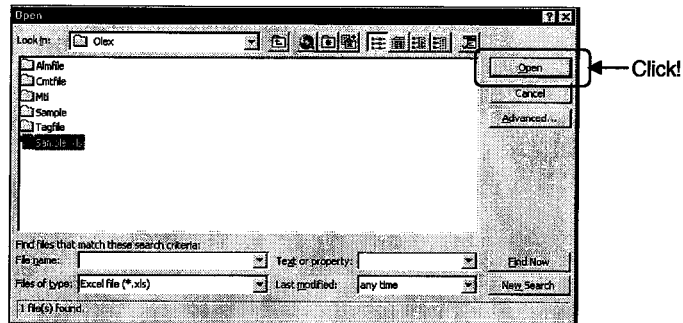 Open
Look in: Olex
Almfile
Cmtfile
Mtl
Sample
Tagfile
Sample.xls
Open
Click!
Cancel
Advanced...
Find files that match these search criteria:
File name:
Text or property:
Find Now
Files of type: Excel file (*.xls)
Last modified: any time
New Search
1 file(s) found.